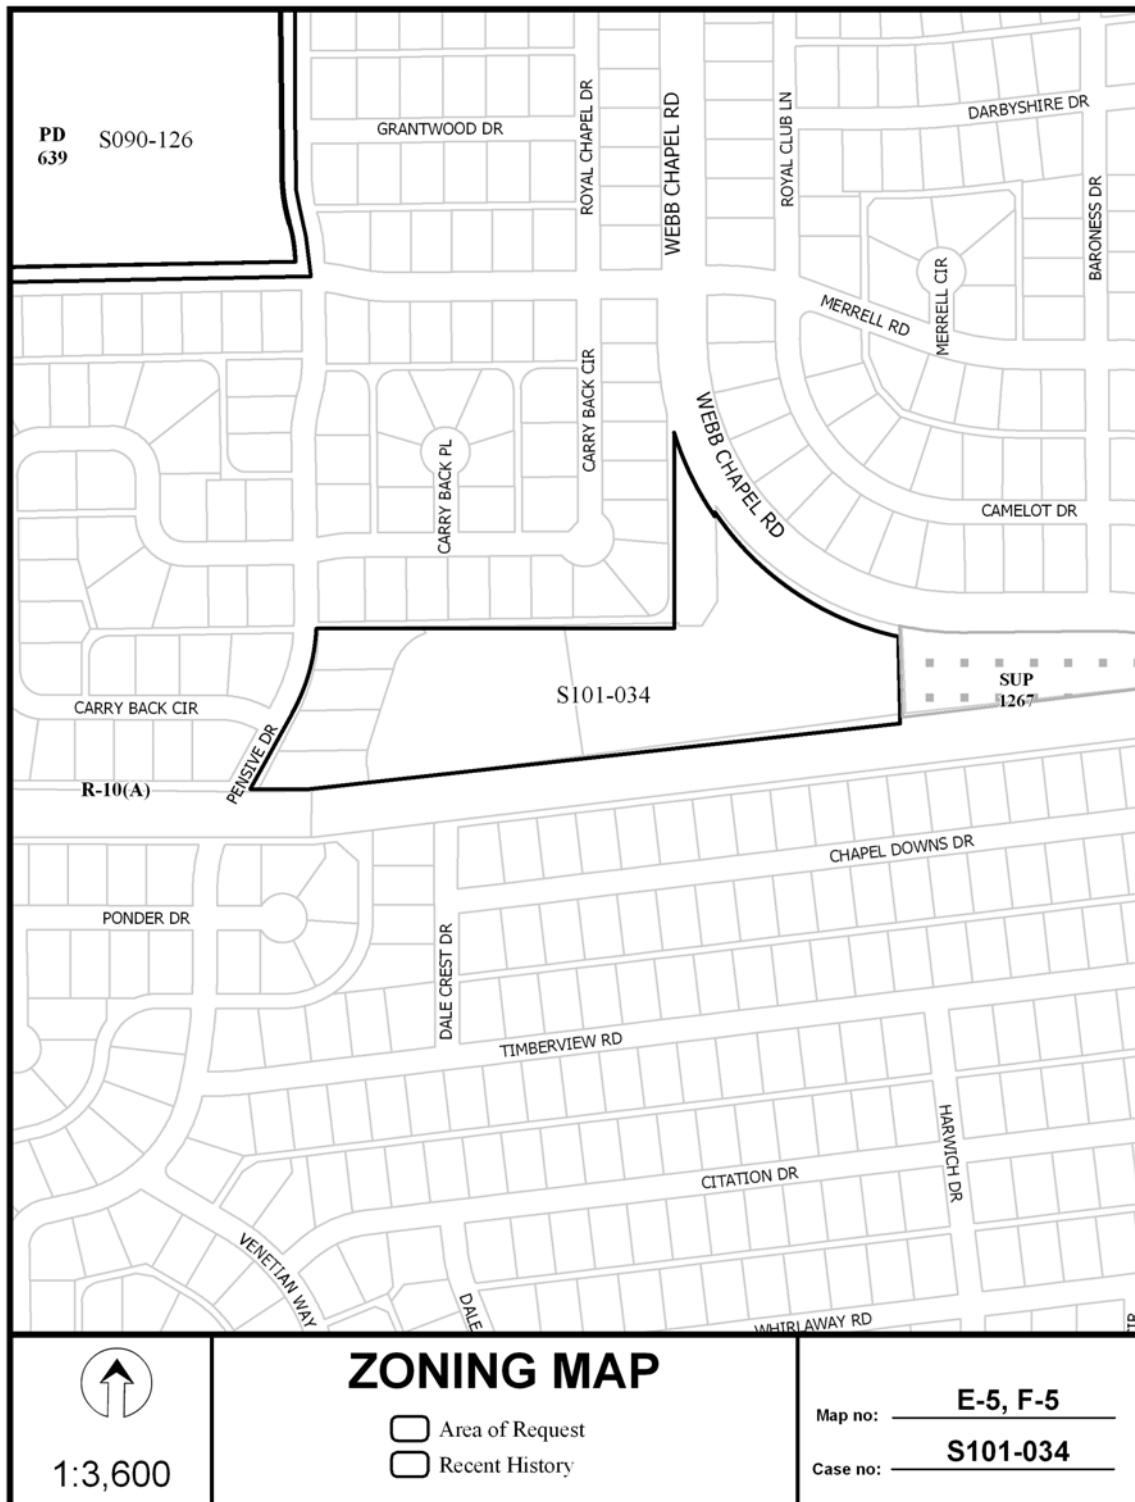 GRANTWOOD DR
ROYAL CHAPEL DR
WEBB CHAPEL RD
ROYAL CLUB LN
DARBYSHIRE DR
BARONESS DR
PD
639
S090-126
MERRELL CIR
MERRELL RD
CARRY BACK CIR
CARRY BACK PL
WEBB CHAPEL RD
CAMELOT DR
S101-034
SUP
1267
CARRY BACK CIR
PENSIVE DR
R-10(A)
CHAPEL DOWNS DR
PONDER DR
DALE CREST DR
TIMBERVIEW RD
HARWICH DR
CITATION DR
VENETIAN WAY
DALE
WHIRLAWAY RD
CIR
1:3,600
ZONING MAP
Area of Request
Recent History
Map no: E-5, F-5
Case no: S101-034